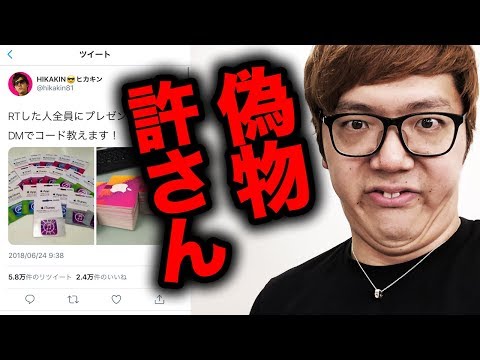 ツイート
HIKAKIN😎ヒカキン
@hikakin81
RTした人全員にプレゼン
DMでコード教えます！
2018/06/24 9:38
5.8万件のリツイート 2.4万件のいいね
偽物
許さん